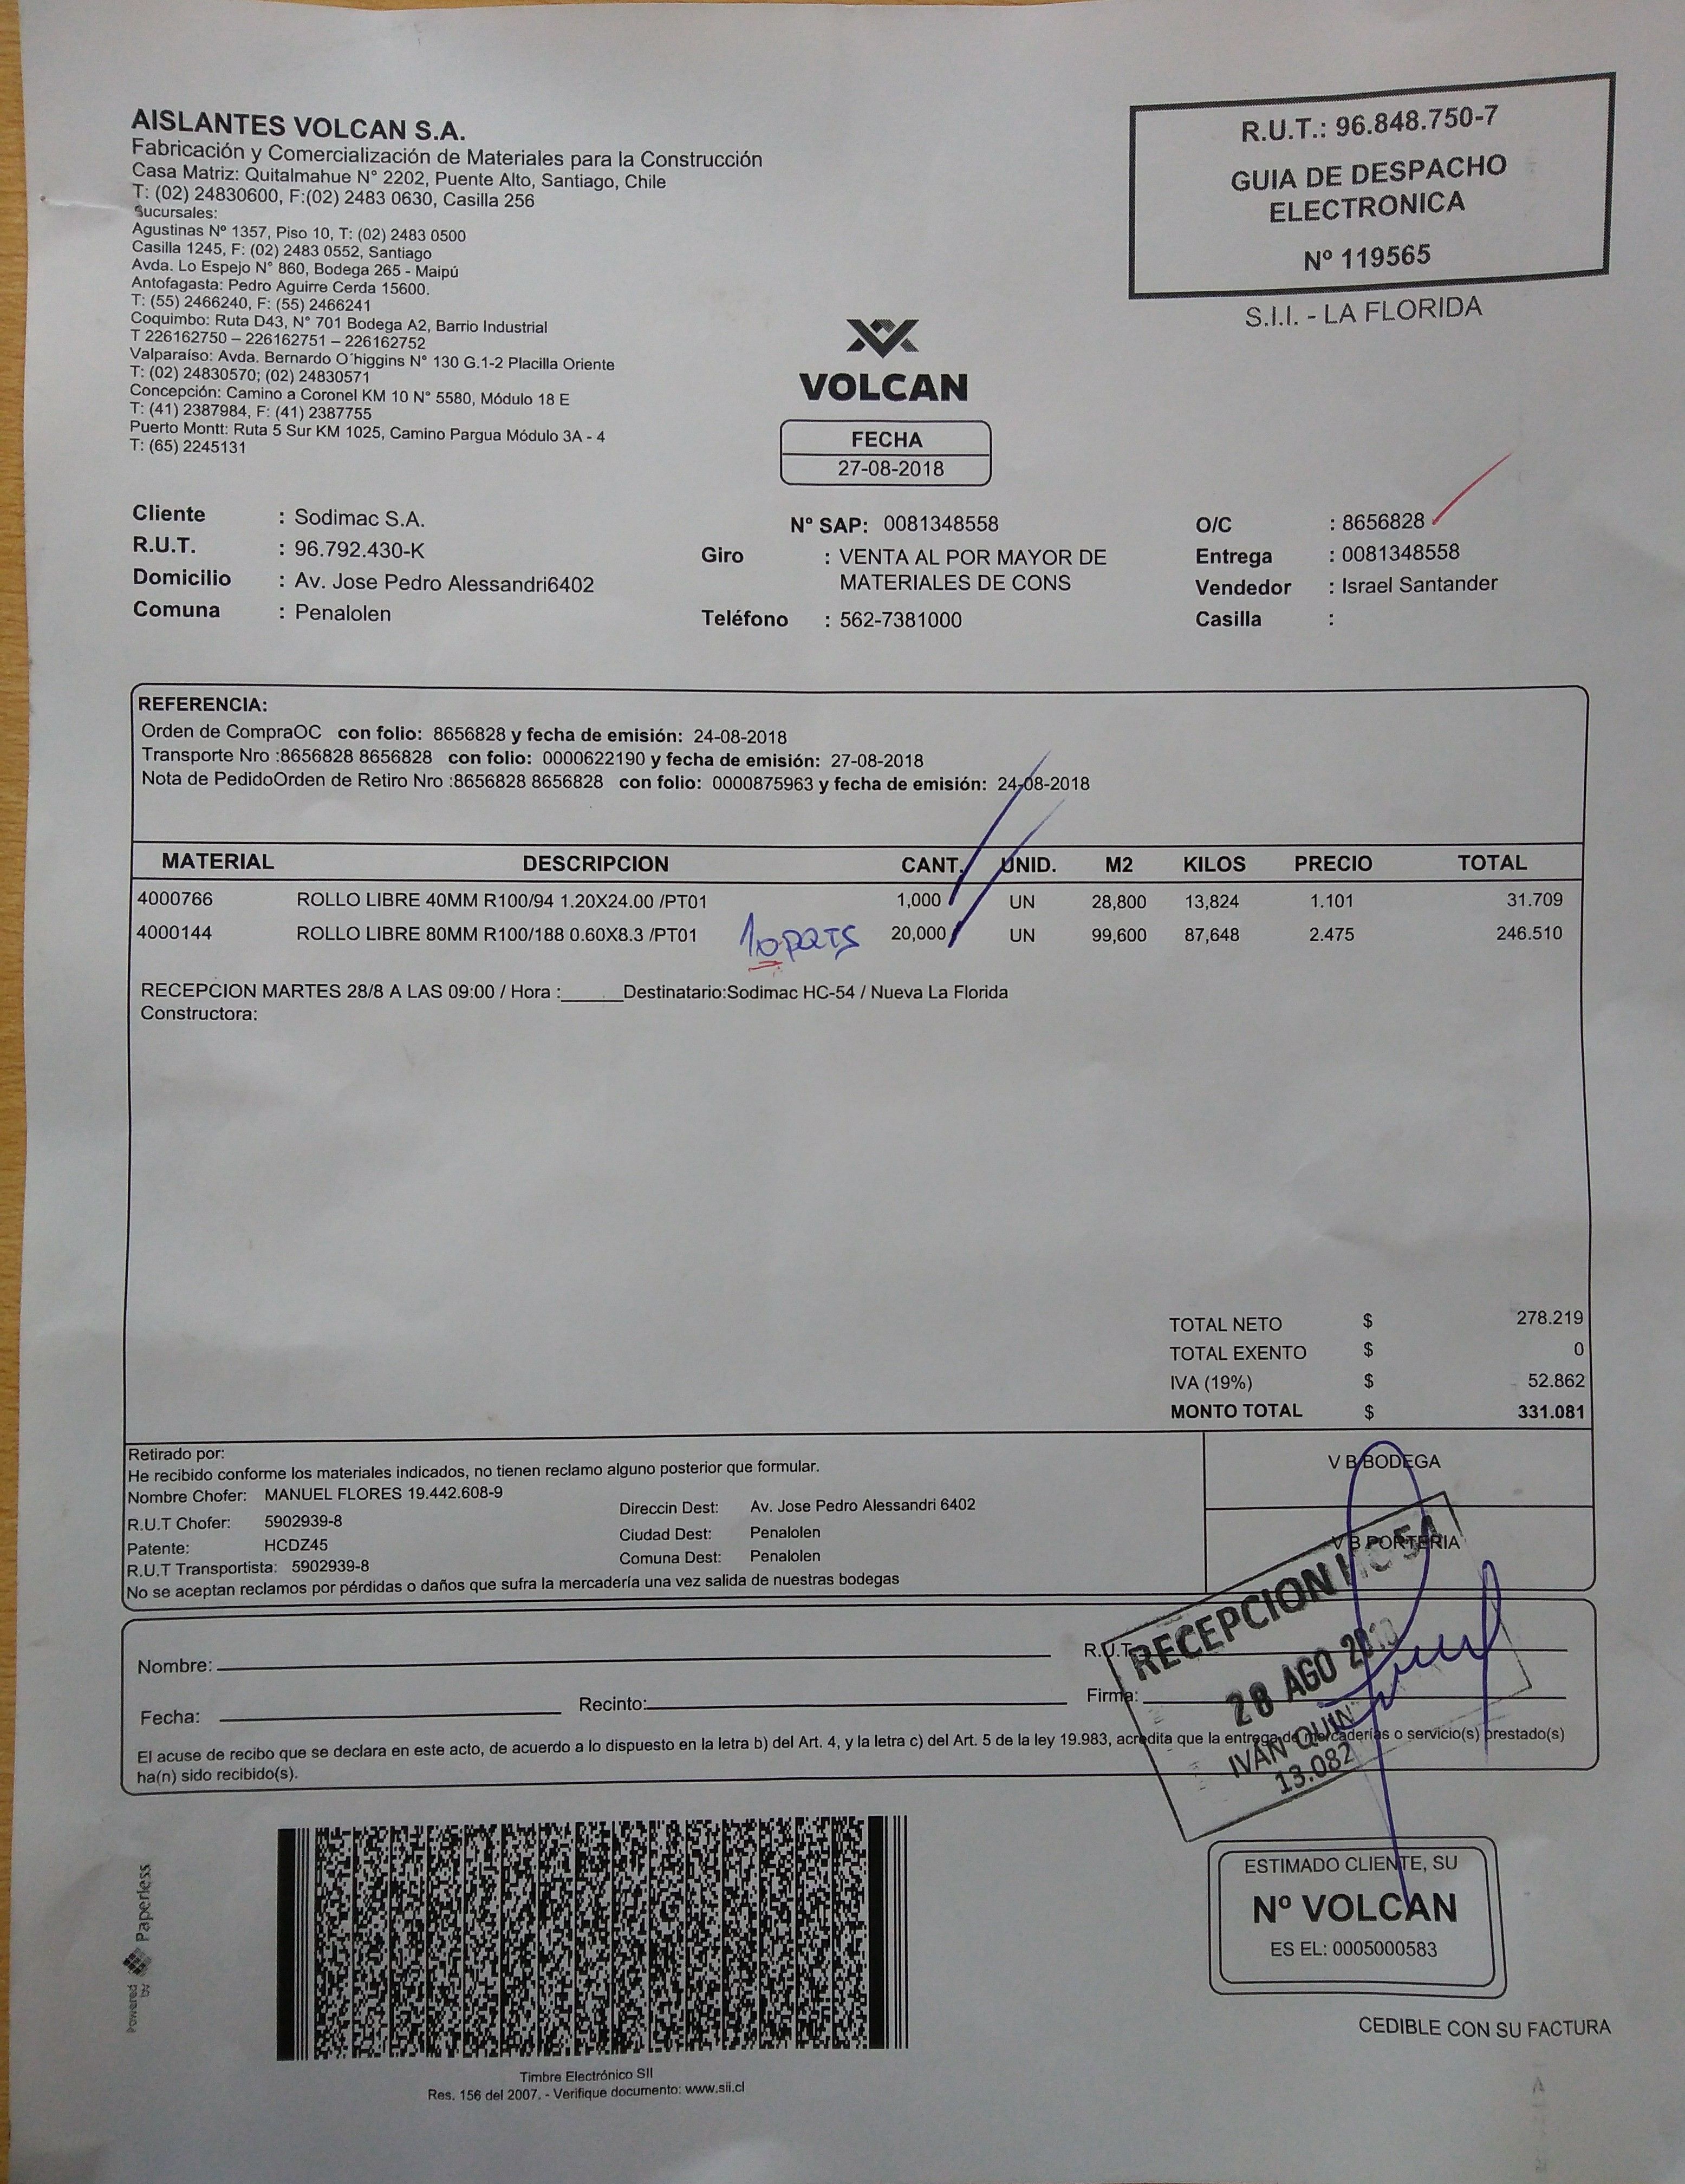 AISLANTES VOLCAN S.A.
Fabricación y Comercialización de Materiales para la Construcción
Casa Matriz: Quitalmahue N° 2202, Puente Alto, Santiago, Chile
T: (02) 24830600, F:(02) 2483 0630, Casilla 256
Sucursales:
Agustinas Nº 1357, Piso 10, T: (02) 2483 0500
Casilla 1245, F: (02) 2483 0552, Santiago
Avda. Lo Espejo N° 860, Bodega 265 - Maipú
Antofagasta: Pedro Aguirre Cerda 15600.
T: (55) 2466240, F: (55) 2466241
Coquimbo: Ruta D43, N° 701 Bodega A2, Barrio Industrial
T 226162750 – 226162751 – 226162752
Valparaíso: Avda. Bernardo O´higgins N° 130 G.1-2 Placilla Oriente
T: (02) 24830570; (02) 24830571
Concepción: Camino a Coronel KM 10 N° 5580, Módulo 18 E
T: (41) 2387984, F: (41) 2387755
Puerto Montt: Ruta 5 Sur KM 1025, Camino Pargua Módulo 3A - 4
T: (65) 2245131
R.U.T.: 96.848.750-7
GUIA DE DESPACHO
ELECTRONICA
Nº 119565
S.I.I. - LA FLORIDA
VOLCAN
FECHA
27-08-2018
Cliente : Sodimac S.A.
R.U.T. : 96.792.430-K
Domicilio : Av. Jose Pedro Alessandri6402
Comuna : Penalolen
N° SAP: 0081348558
Giro : VENTA AL POR MAYOR DE
MATERIALES DE CONS
Teléfono : 562-7381000
O/C : 8656828
Entrega : 0081348558
Vendedor : Israel Santander
Casilla :
REFERENCIA:
Orden de CompraOC con folio: 8656828 y fecha de emisión: 24-08-2018
Transporte Nro :8656828 8656828 con folio: 0000622190 y fecha de emisión: 27-08-2018
Nota de PedidoOrden de Retiro Nro :8656828 8656828 con folio: 0000875963 y fecha de emisión: 24-08-2018
MATERIAL DESCRIPCION CANT. UNID. M2 KILOS PRECIO TOTAL
4000766 ROLLO LIBRE 40MM R100/94 1.20X24.00 /PT01 1,000 UN 28,800 13,824 1.101 31.709
4000144 ROLLO LIBRE 80MM R100/188 0.60X8.3 /PT01 10 PQTS 20,000 UN 99,600 87,648 2.475 246.510
RECEPCION MARTES 28/8 A LAS 09:00 / Hora :______Destinatario:Sodimac HC-54 / Nueva La Florida
Constructora:
TOTAL NETO $ 278.219
TOTAL EXENTO $ 0
IVA (19%) $ 52.862
MONTO TOTAL $ 331.081
Retirado por:
He recibido conforme los materiales indicados, no tienen reclamo alguno posterior que formular.
Nombre Chofer: MANUEL FLORES 19.442.608-9
R.U.T Chofer: 5902939-8
Patente: HCDZ45
R.U.T Transportista: 5902939-8
Direccin Dest: Av. Jose Pedro Alessandri 6402
Ciudad Dest: Penalolen
Comuna Dest: Penalolen
No se aceptan reclamos por pérdidas o daños que sufra la mercadería una vez salida de nuestras bodegas
V B BODEGA
V B PORTERIA
Nombre:
R.U.T
Fecha:
Recinto:
Firma:
El acuse de recibo que se declara en este acto, de acuerdo a lo dispuesto en la letra b) del Art. 4, y la letra c) del Art. 5 de la ley 19.983, acredita que la entrega de mercaderías o servicio(s) prestado(s)
ha(n) sido recibido(s).
RECEPCION HC 54
28 AGO
IVÁN QUIN
13.082
Powered by Paperless
Timbre Electrónico SII
Res. 156 del 2007. - Verifique documento: www.sii.cl
ESTIMADO CLIENTE, SU
Nº VOLCAN
ES EL: 0005000583
CEDIBLE CON SU FACTURA